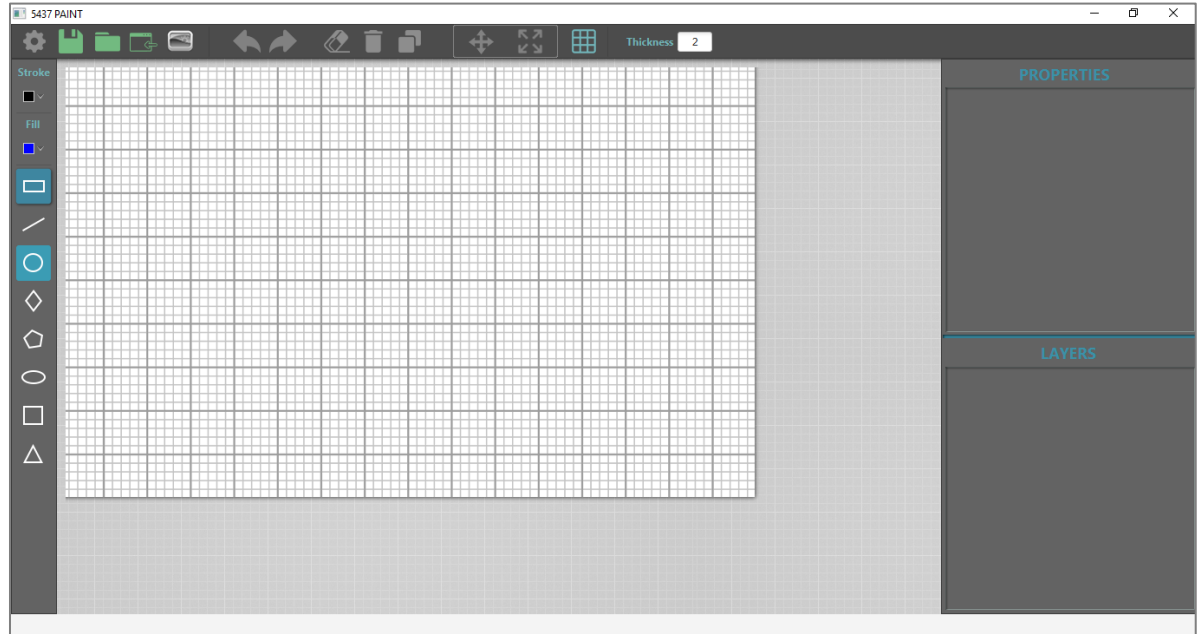 5437 PAINT
Thickness 2
Stroke
Fill
PROPERTIES
LAYERS